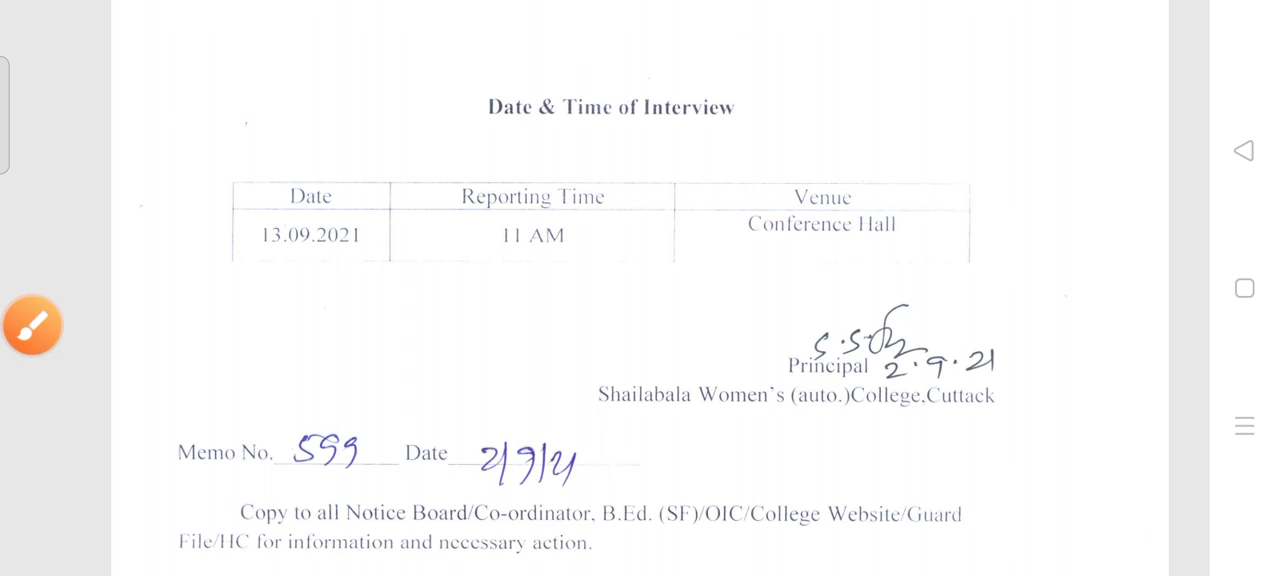 Date & Time of Interview
Date Reporting Time Venue
13.09.2021 11 AM Conference Hall
Principal 2.9.21
Shailabala Women's (auto.)College,Cuttack
Memo No. 599 Date 2/9/21
Copy to all Notice Board/Co-ordinator, B.Ed. (SF)/OIC/College Website/Guard
File/HC for information and necessary action.